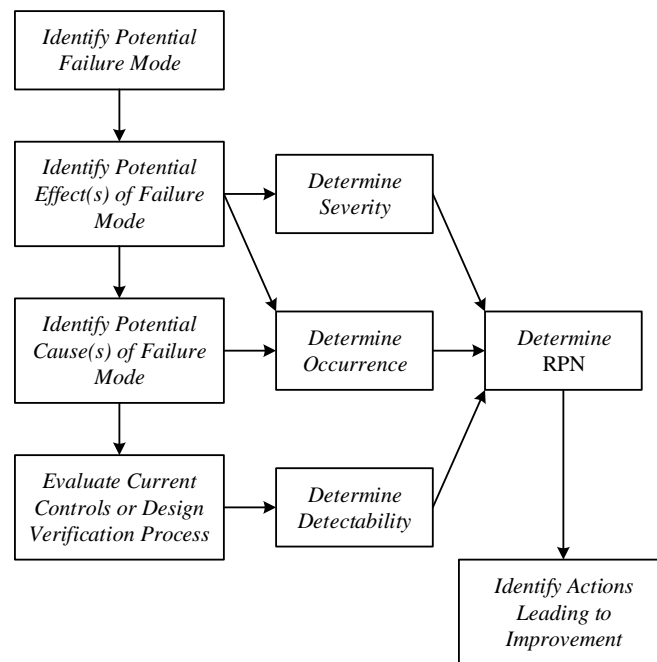 Identify Potential
Failure Mode
Identify Potential
Effect(s) of Failure
Mode
Determine
Severity
Identify Potential
Cause(s) of Failure
Mode
Determine
Occurrence
Determine
RPN
Evaluate Current
Controls or Design
Verification Process
Determine
Detectability
Identify Actions
Leading to
Improvement